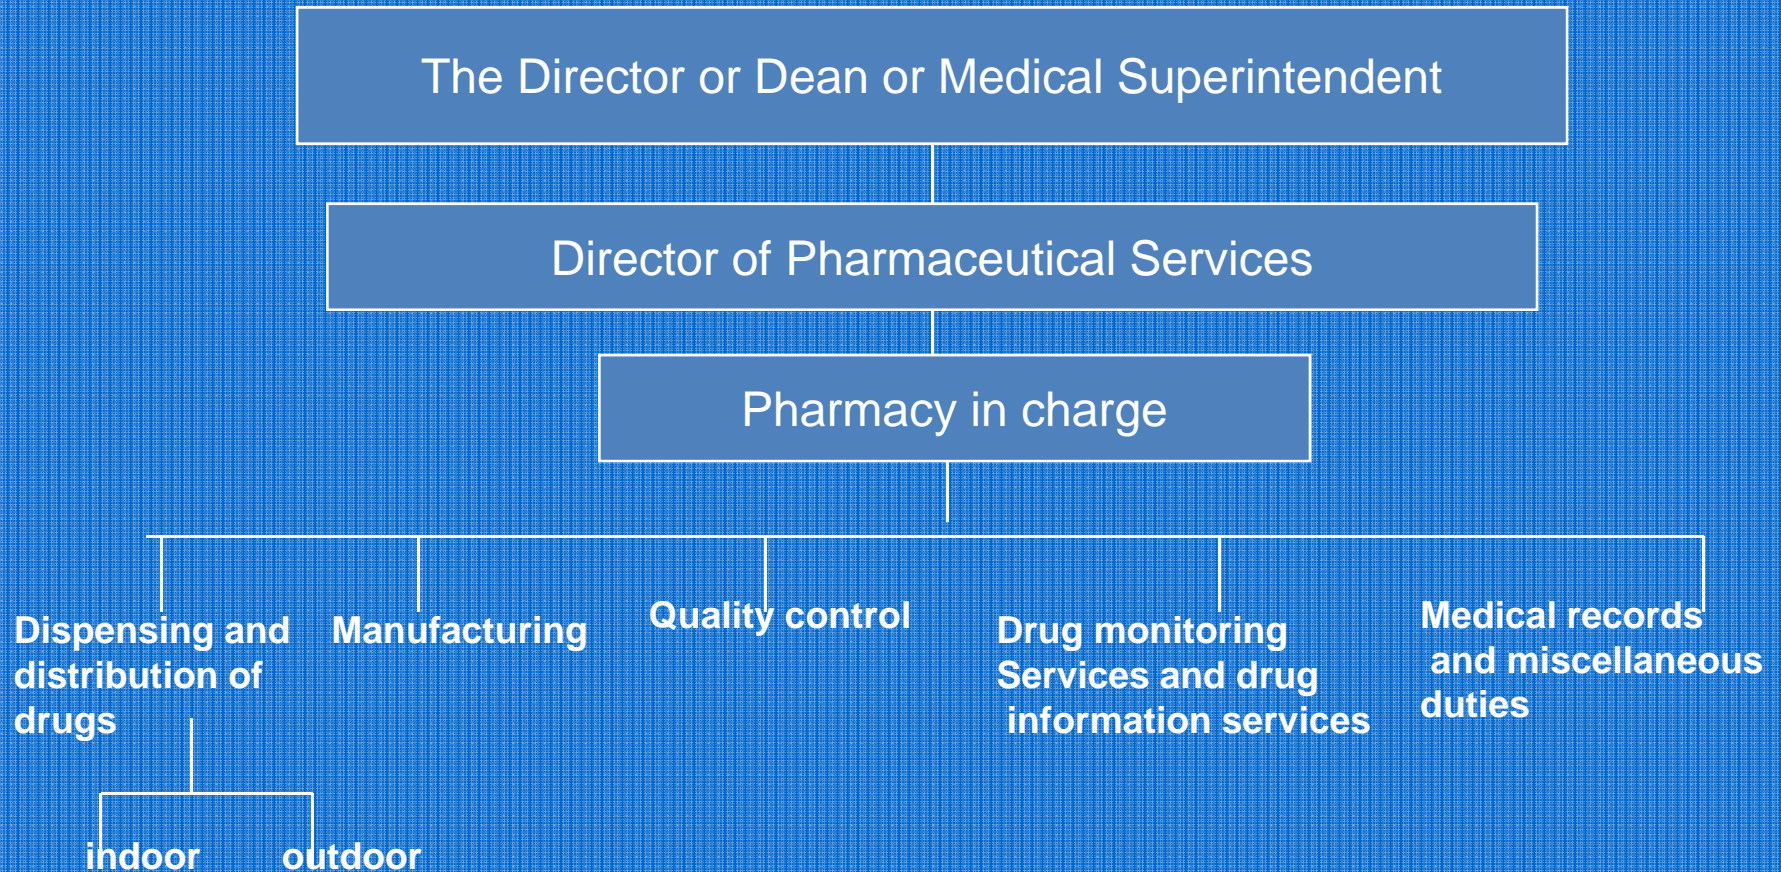 The Director or Dean or Medical Superintendent
Director of Pharmaceutical Services
Pharmacy in charge
Dispensing and
distribution of
drugs
Manufacturing
Quality control
Drug monitoring
Services and drug
information services
Medical records
and miscellaneous
duties
indoor
outdoor